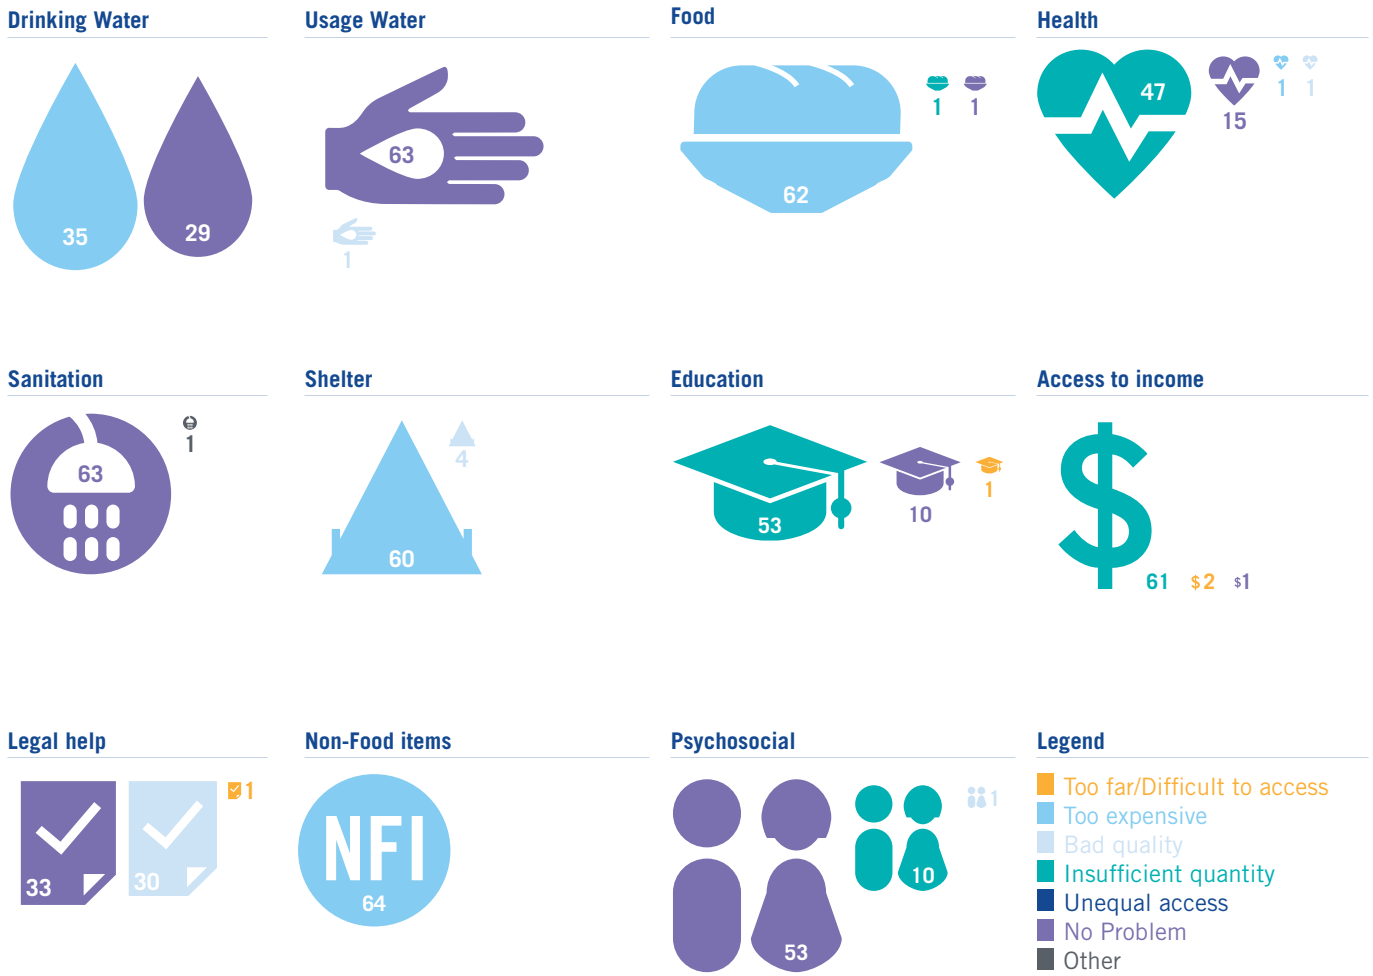 Drinking Water
35
29
Usage Water
63
1
Food
62
1
1
Health
47
15
1
1
Sanitation
63
1
Shelter
60
4
Education
53
10
1
Access to income
$
61
$ 2
$1
Legal help
33
30
1
Non-Food items
NFI
64
Psychosocial
53
10
1
Legend
Too far/Difficult to access
Too expensive
Bad quality
Insufficient quantity
Unequal access
No Problem
Other